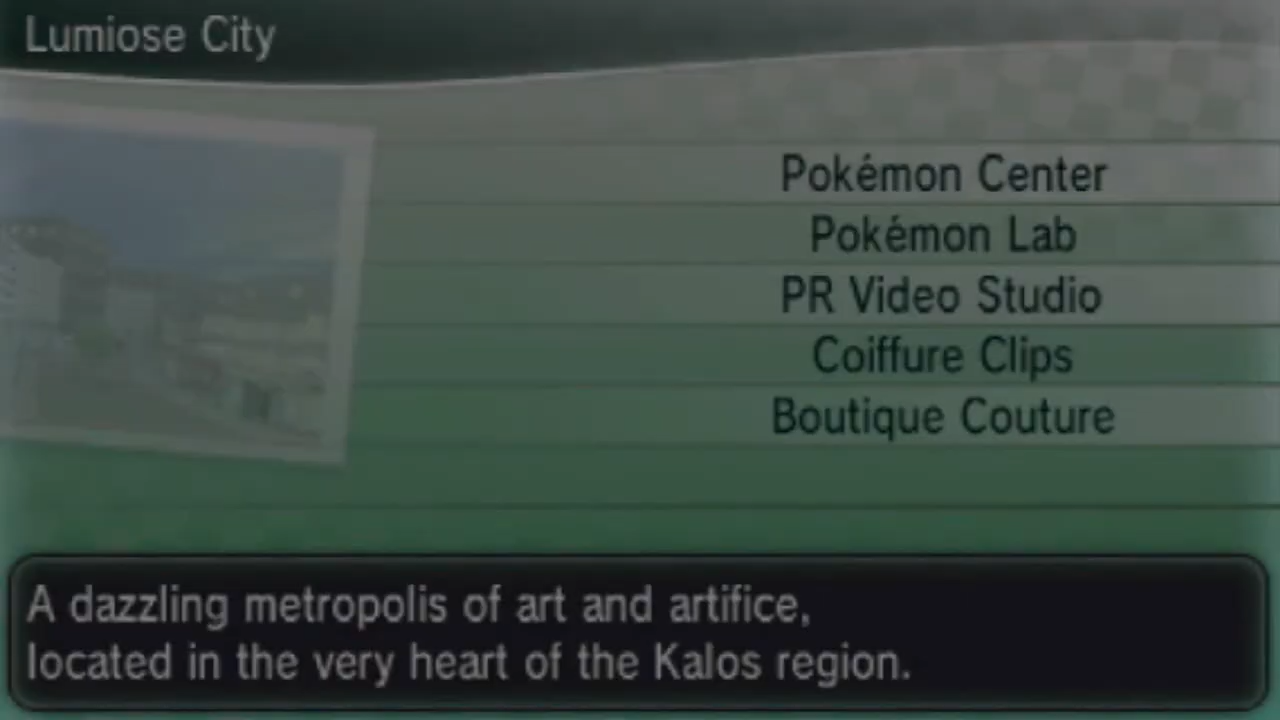 Lumiose City
Pokémon Center
Pokémon Lab
PR Video Studio
Coiffure Clips
Boutique Couture
A dazzling metropolis of art and artifice,
located in the very heart of the Kalos region.